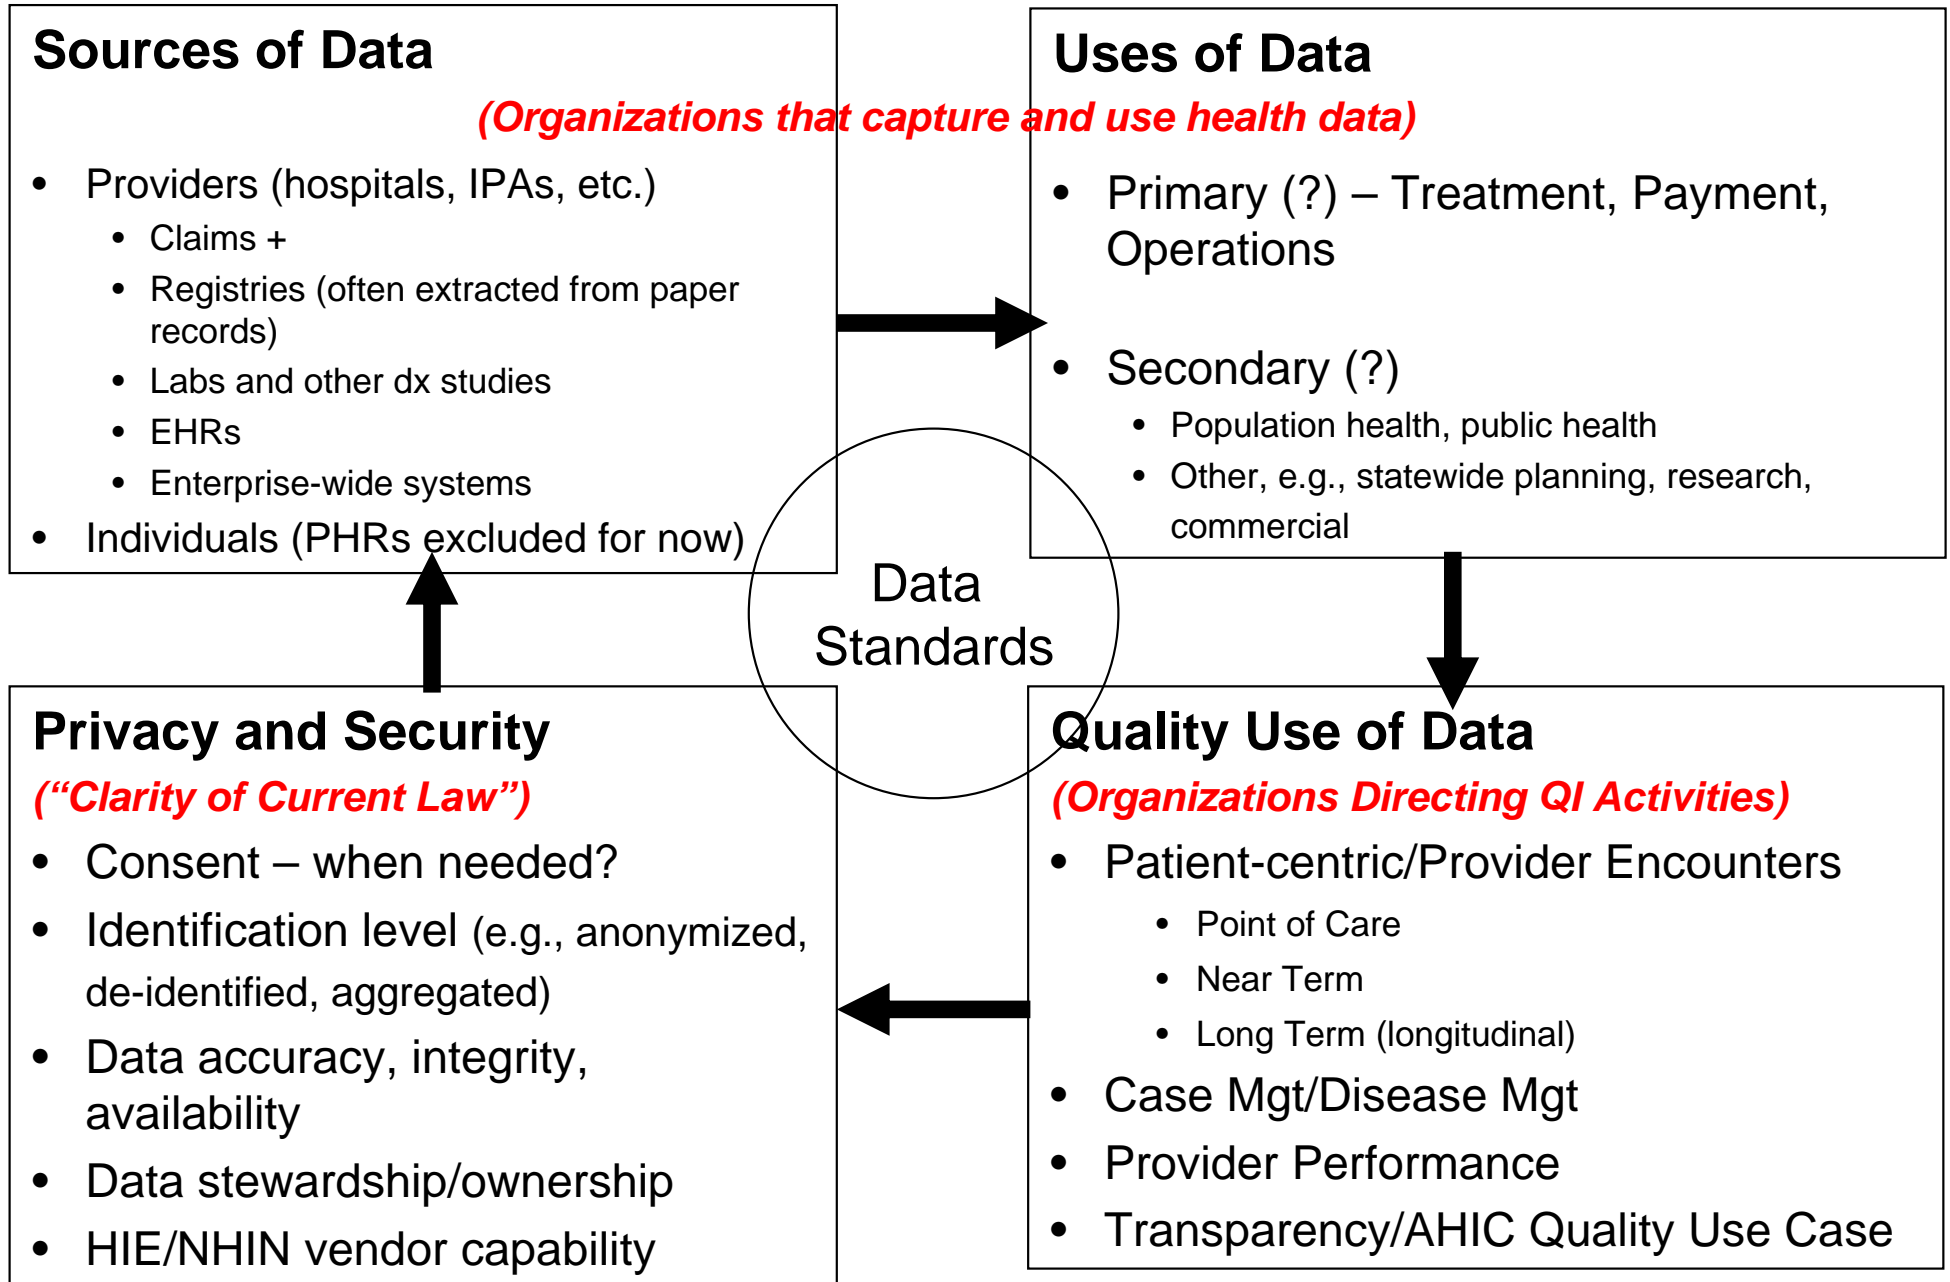 Sources of Data
Uses of Data
(Organizations that capture and use health data)
• Providers (hospitals, IPAs, etc.)
• Claims +
• Registries (often extracted from paper
records)
• Labs and other dx studies
• EHRs
• Enterprise-wide systems
• Individuals (PHRs excluded for now)
• Primary (?) – Treatment, Payment,
Operations
• Secondary (?)
• Population health, public health
• Other, e.g., statewide planning, research,
commercial
Data
Standards
Privacy and Security
(“Clarity of Current Law”)
• Consent – when needed?
• Identification level (e.g., anonymized,
de-identified, aggregated)
• Data accuracy, integrity,
availability
• Data stewardship/ownership
• HIE/NHIN vendor capability
Quality Use of Data
(Organizations Directing QI Activities)
• Patient-centric/Provider Encounters
• Point of Care
• Near Term
• Long Term (longitudinal)
• Case Mgt/Disease Mgt
• Provider Performance
• Transparency/AHIC Quality Use Case